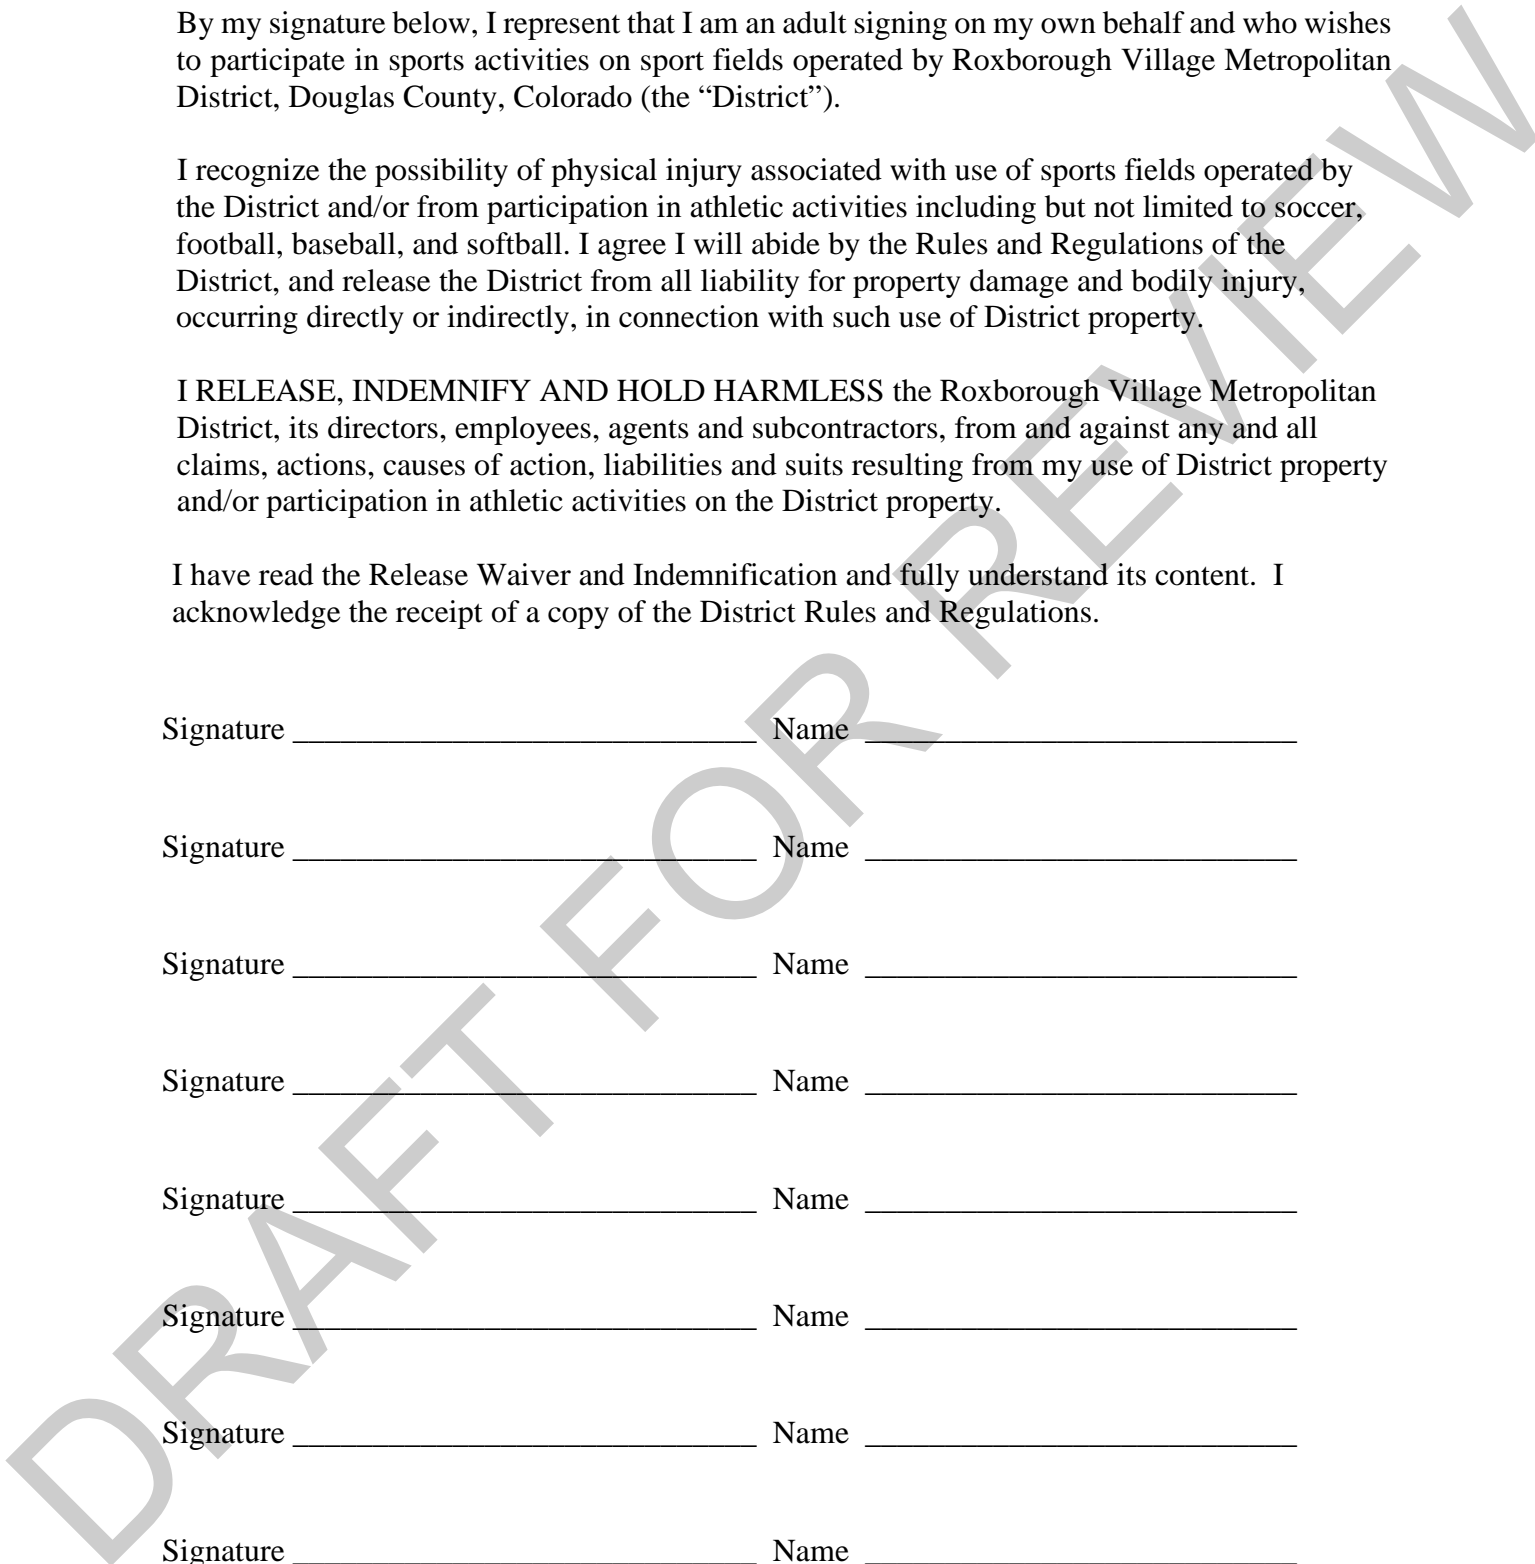 By my signature below, I represent that I am an adult signing on my own behalf and who wishes
to participate in sports activities on sport fields operated by Roxborough Village Metropolitan
District, Douglas County, Colorado (the “District”).
I recognize the possibility of physical injury associated with use of sports fields operated by
the District and/or from participation in athletic activities including but not limited to soccer,
football, baseball, and softball. I agree I will abide by the Rules and Regulations of the
District, and release the District from all liability for property damage and bodily injury,
occurring directly or indirectly, in connection with such use of District property.
I RELEASE, INDEMNIFY AND HOLD HARMLESS the Roxborough Village Metropolitan
District, its directors, employees, agents and subcontractors, from and against any and all
claims, actions, causes of action, liabilities and suits resulting from my use of District property
and/or participation in athletic activities on the District property.
I have read the Release Waiver and Indemnification and fully understand its content.  I
acknowledge the receipt of a copy of the District Rules and Regulations.
Signature _____________________________ Name ___________________________
Signature _____________________________ Name ___________________________
Signature _____________________________ Name ___________________________
Signature _____________________________ Name ___________________________
Signature _____________________________ Name ___________________________
Signature _____________________________ Name ___________________________
Signature _____________________________ Name ___________________________
Signature _____________________________ Name ___________________________
DRAFT FOR REVIEW